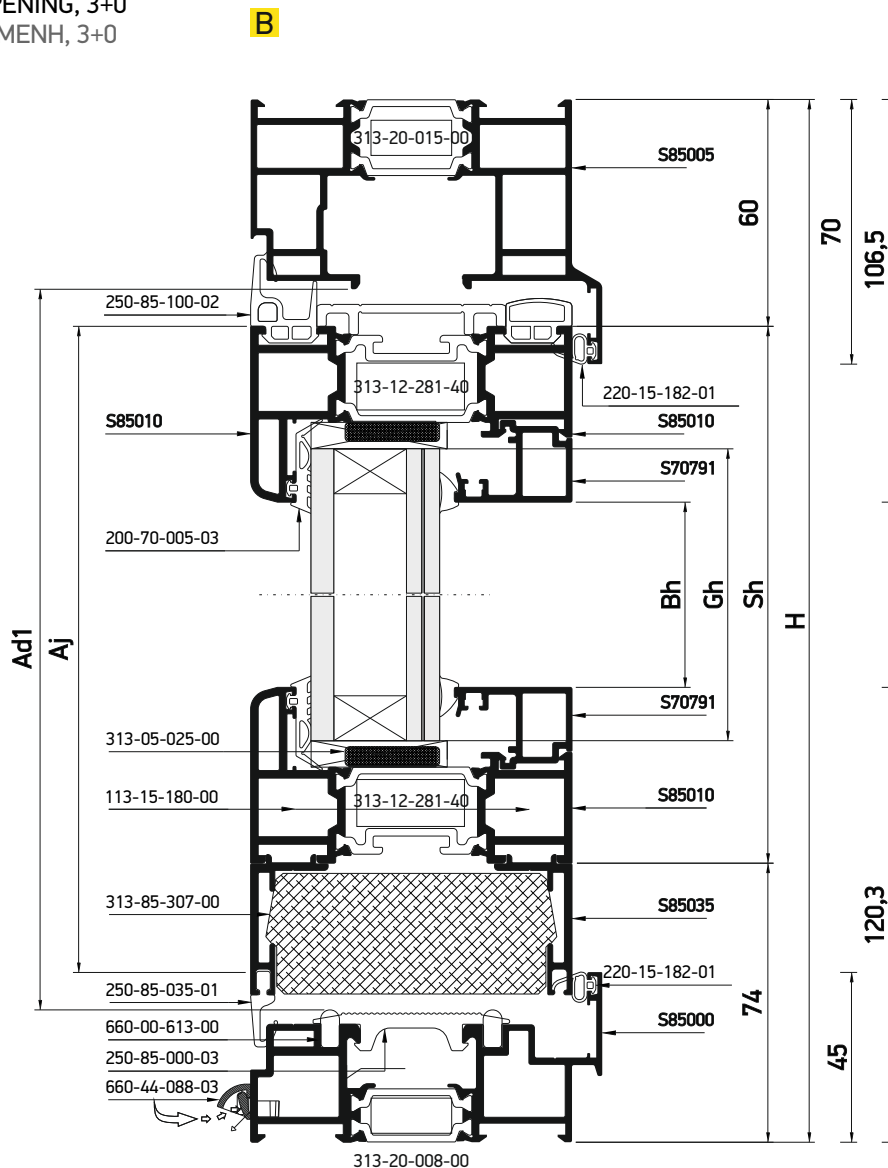 PENING, 3+0
MENH, 3+0
B
313-20-015-00
S85005
60
70
106,5
250-85-100-02
313-12-281-40
220-15-182-01
S85010
S85010
S70791
200-70-005-03
Ad1
Aj
Bh
Gh
Sh
H
S70791
313-05-025-00
113-15-180-00
313-12-281-40
S85010
313-85-307-00
S85035
120,3
250-85-035-01
220-15-182-01
74
660-00-613-00
S85000
250-85-000-03
45
660-44-088-03
313-20-008-00